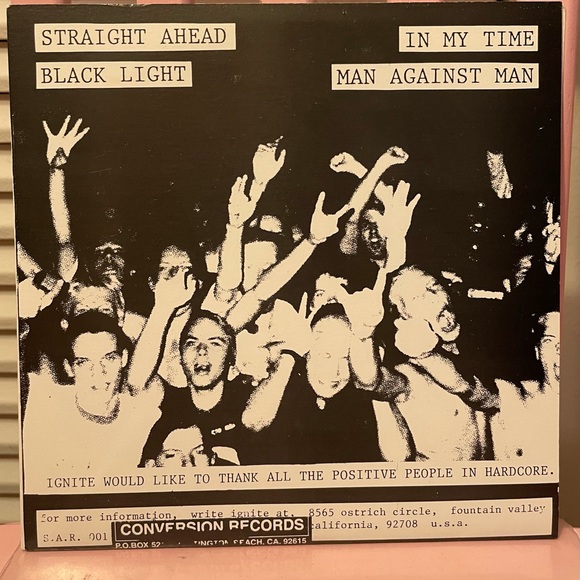 STRAIGHT AHEAD
IN MY TIME
BLACK LIGHT
MAN AGAINST MAN
IGNITE WOULD LIKE TO THANK ALL THE POSITIVE PEOPLE IN HARDCORE.
for more information, write ignite at. 8565 ostrich circle, fountain valley
california, 92708 u.s.a.
S.A.R. 001
CONVERSION RECORDS
P.O.BOX CA. 92615